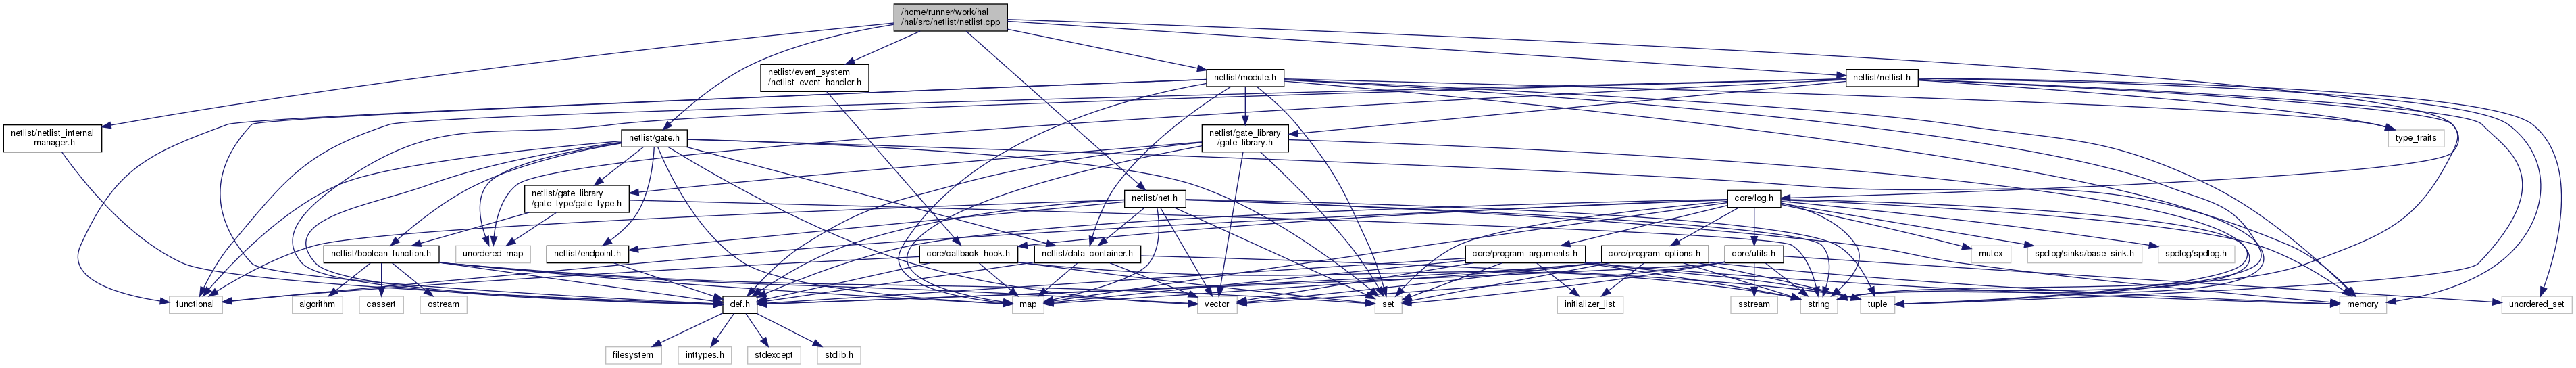 /home/runner/work/hal
/hal/src/netlist/netlist.cpp
netlist/event_system
/netlist_event_handler.h
netlist/module.h
netlist/netlist.h
netlist/netlist_internal
_manager.h
netlist/gate.h
netlist/gate_library
/gate_library.h
type_traits
netlist/gate_library
/gate_type/gate_type.h
netlist/net.h
core/log.h
netlist/boolean_function.h
unordered_map
netlist/endpoint.h
core/callback_hook.h
netlist/data_container.h
core/program_arguments.h
core/program_options.h
core/utils.h
mutex
spdlog/sinks/base_sink.h
spdlog/spdlog.h
functional
algorithm
cassert
ostream
def.h
map
vector
set
initializer_list
sstream
string
tuple
memory
unordered_set
filesystem
inttypes.h
stdexcept
stdlib.h